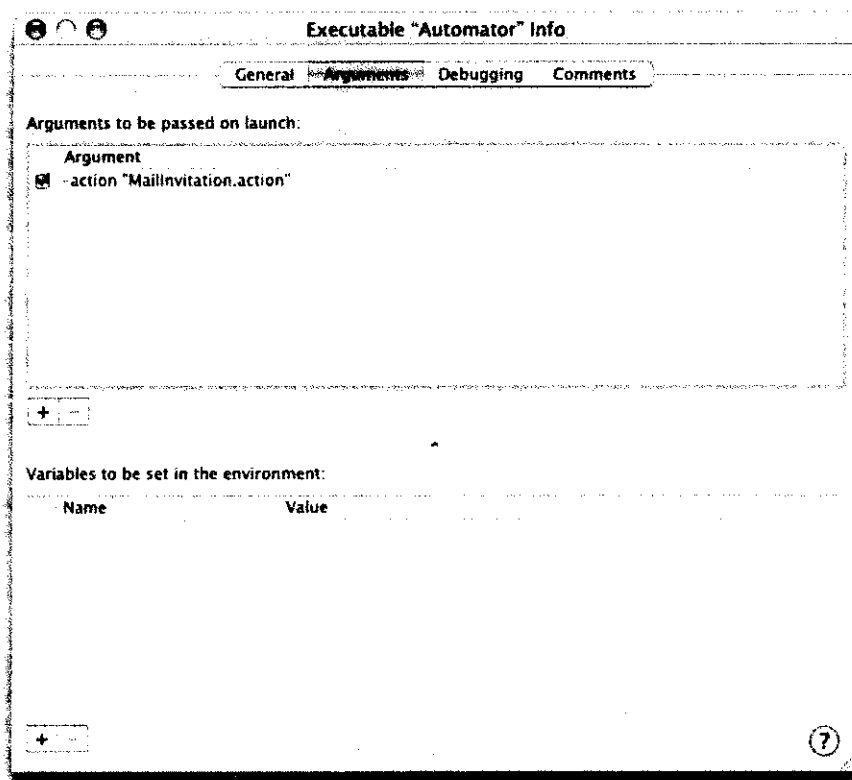 Executable “Automator” Info
General Arguments Debugging Comments
Arguments to be passed on launch:
Argument
-action "MailInvitation.action"
+ −
Variables to be set in the environment:
Name Value
+ −
?